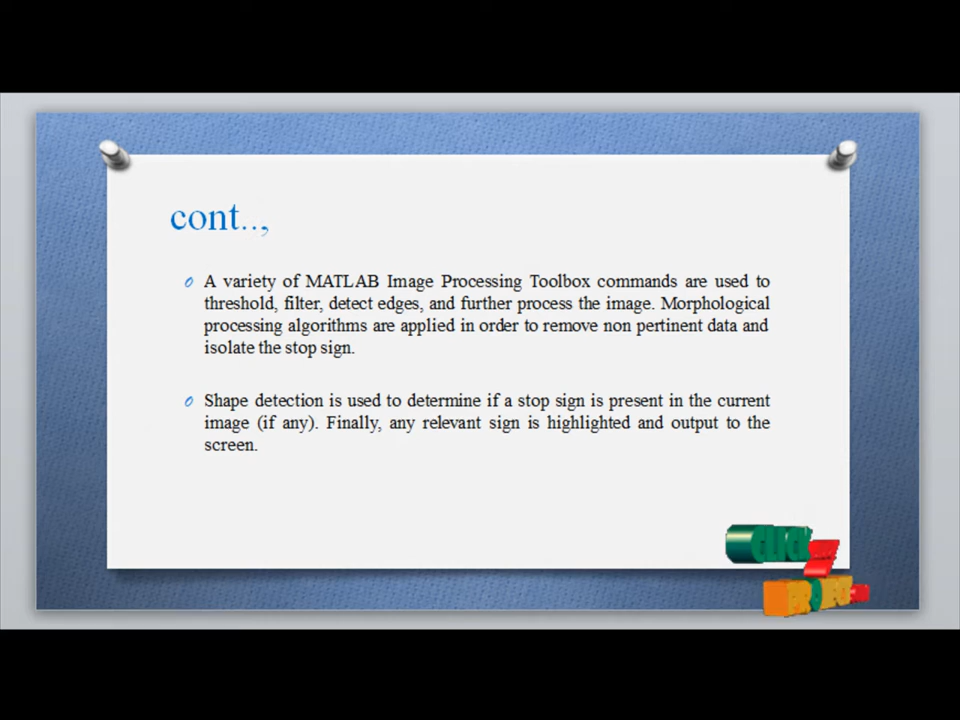 cont..,
A variety of MATLAB Image Processing Toolbox commands are used to
threshold, filter, detect edges, and further process the image. Morphological
processing algorithms are applied in order to remove non pertinent data and
isolate the stop sign.
Shape detection is used to determine if a stop sign is present in the current
image (if any). Finally, any relevant sign is highlighted and output to the
screen.
CLICK